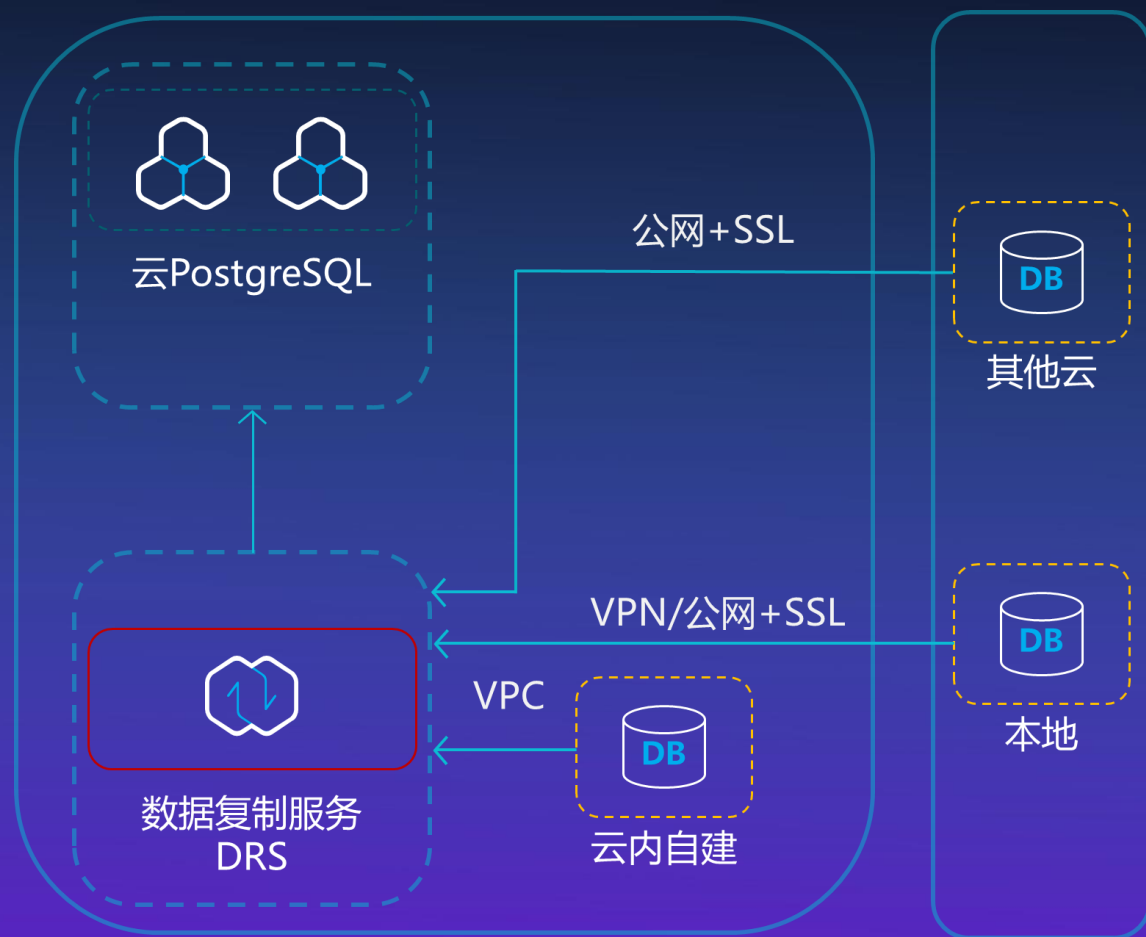 云PostgreSQL
公网+SSL
DB
其他云
VPN/公网+SSL
DB
本地
VPC
DB
云内自建
数据复制服务
DRS